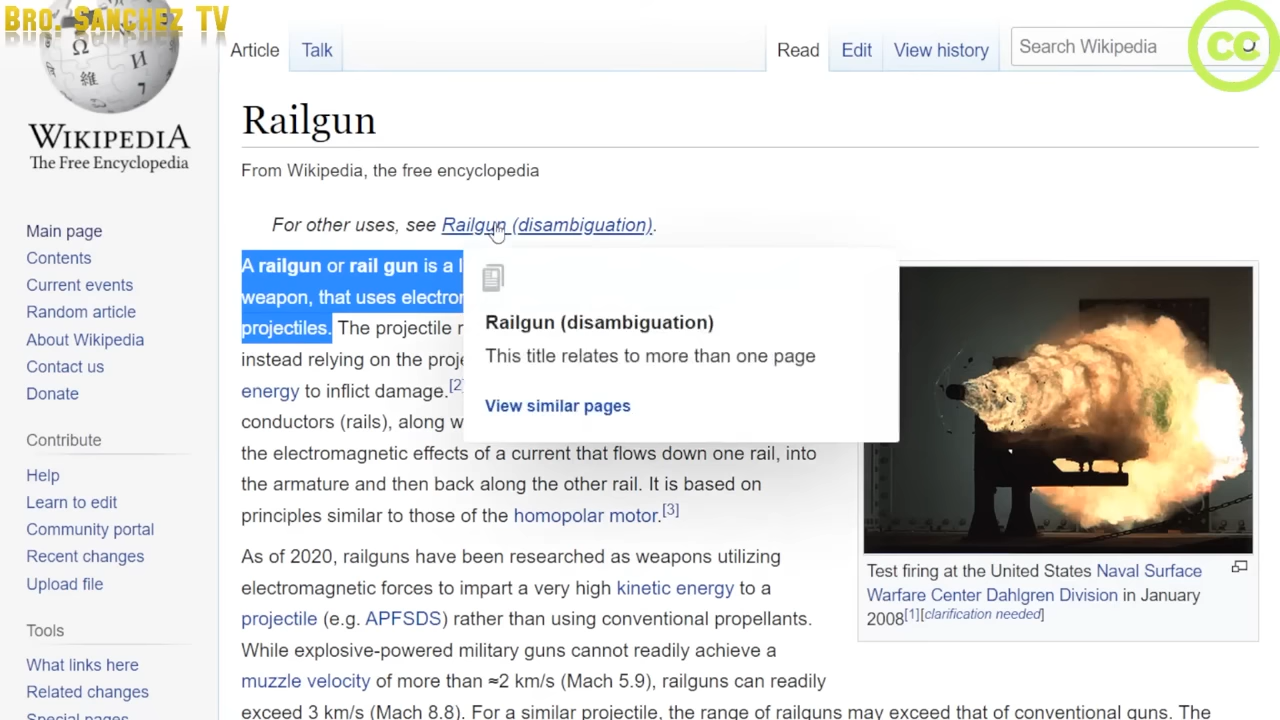 Bro. Sanchez TV
CC
Article
Talk
Read
Edit
View history
Search Wikipedia
WIKIPEDIA
The Free Encyclopedia
Main page
Contents
Current events
Random article
About Wikipedia
Contact us
Donate
Contribute
Help
Learn to edit
Community portal
Recent changes
Upload file
Tools
What links here
Related changes
Special pages
Railgun
From Wikipedia, the free encyclopedia
For other uses, see Railgun (disambiguation).
A railgun or rail gun is a
weapon, that uses
projectiles. The projectile
instead relying on the
energy to inflict damage.[2]
conductors (rails), along
the electromagnetic effects of a current that flows down one rail, into
the armature and then back along the other rail. It is based on
principles similar to those of the homopolar motor.[3]
As of 2020, railguns have been researched as weapons utilizing
electromagnetic forces to impart a very high kinetic energy to a
projectile (e.g. APFSDS) rather than using conventional propellants.
While explosive-powered military guns cannot readily achieve a
muzzle velocity of more than ≈2 km/s (Mach 5.9), railguns can readily
exceed 3 km/s (Mach 8.8). For a similar projectile, the range of railguns may exceed that of conventional guns. The
Railgun (disambiguation)
This title relates to more than one page
View similar pages
Test firing at the United States Naval Surface
Warfare Center Dahlgren Division in January
2008[1][clarification needed]